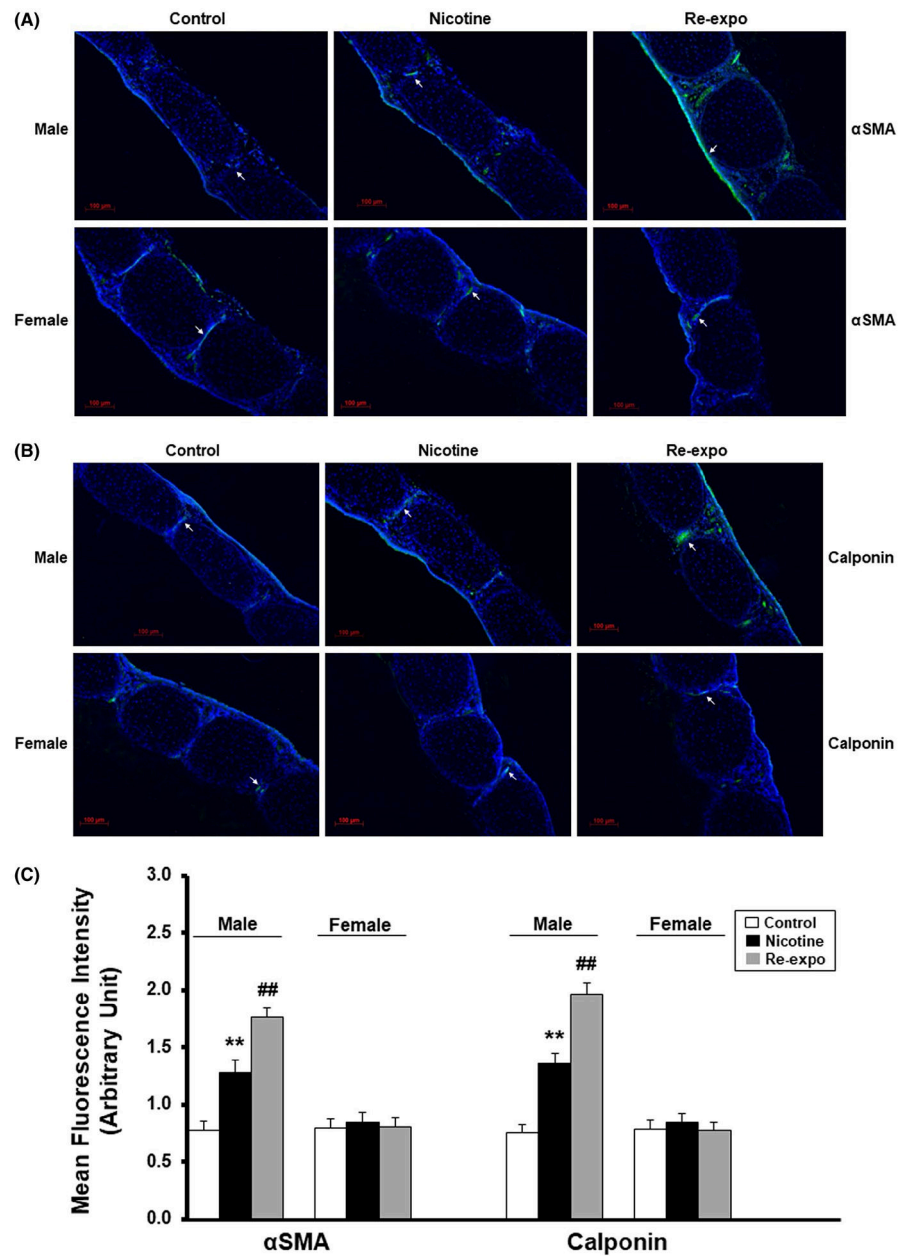 (A)
Control Nicotine Re-expo
Male αSMA
100 µm 100 µm 100 µm
Female αSMA
100 µm 100 µm 100 µm
(B)
Control Nicotine Re-expo
Male Calponin
100 µm 100 µm 100 µm
Female Calponin
100 µm 100 µm 100 µm
(C)
Mean Fluorescence Intensity
(Arbitrary Unit)
3.0
2.5
2.0
1.5
1.0
0.5
0.0
Male Female Male Female
** ## ** ##
Control
Nicotine
Re-expo
αSMA Calponin